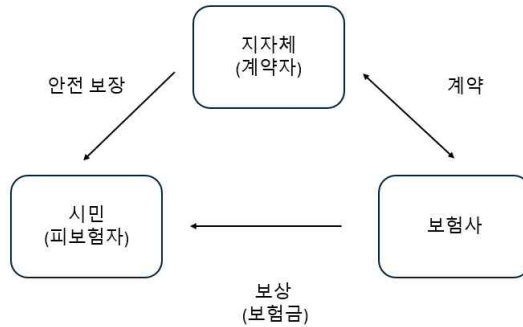 지자체
(계약자)
안전 보장
계약
시민
(피보험자)
보험사
보상
(보험금)